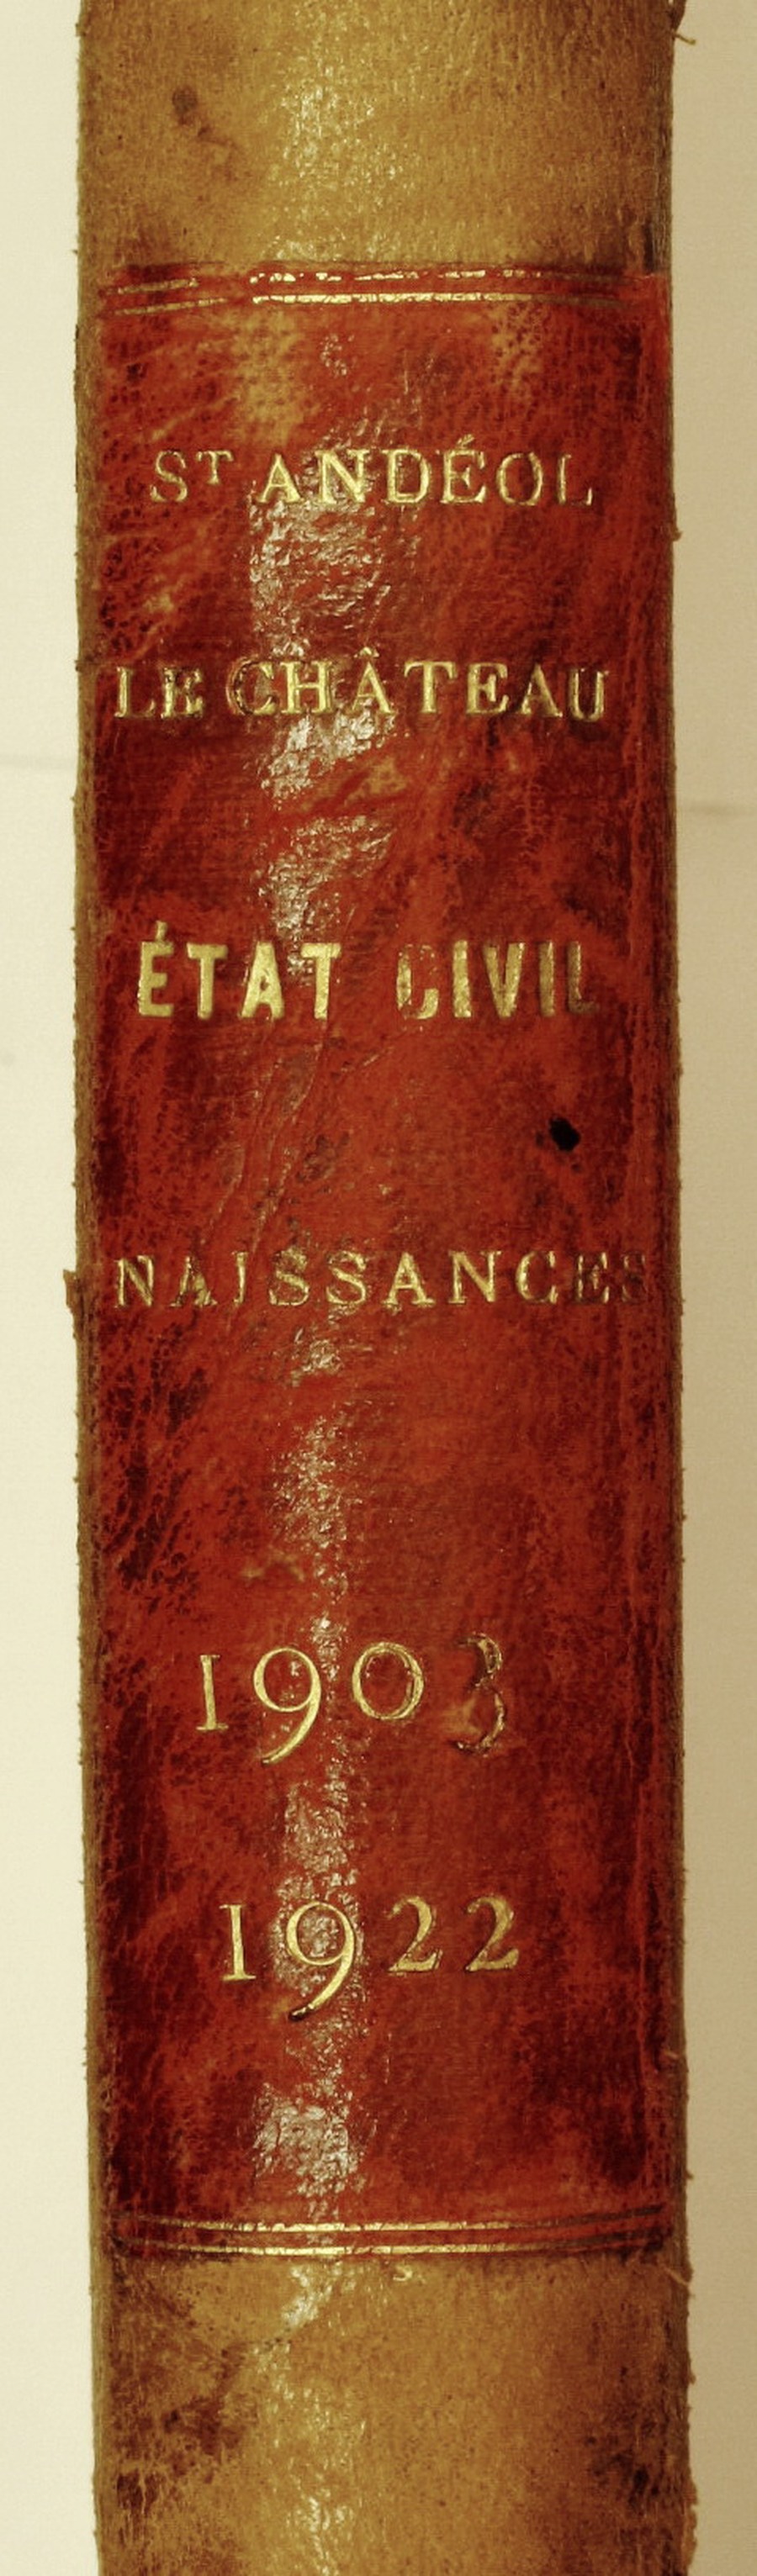 ST ANDÉOL
LE CHÂTEAU
ÉTAT CIVIL
NAISSANCES
1903
1922